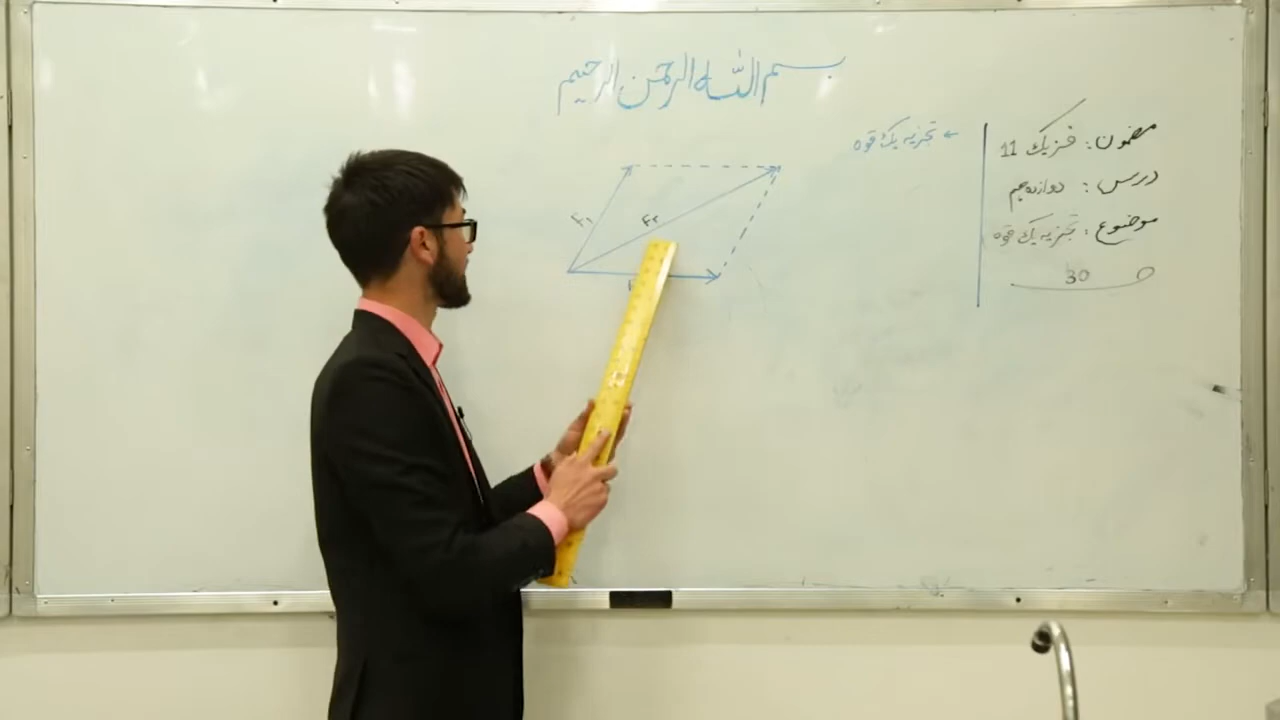 بسم الله الرحمن الرحیم
مضمون: فزیک 11
درس: دوازدهم
موضوع: تجزیه یک قوه
30
← تجزیه یک قوه
F₁
F₂